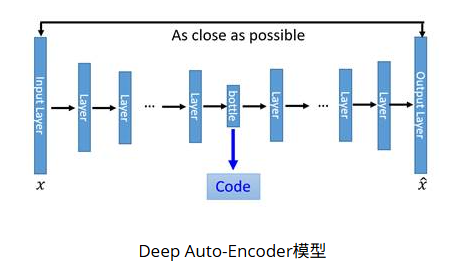 As close as possible
Input Layer
Layer
Layer
...
Layer
bottle
Layer
...
Layer
Layer
Output Layer
x
x̂
Code
Deep Auto-Encoder模型